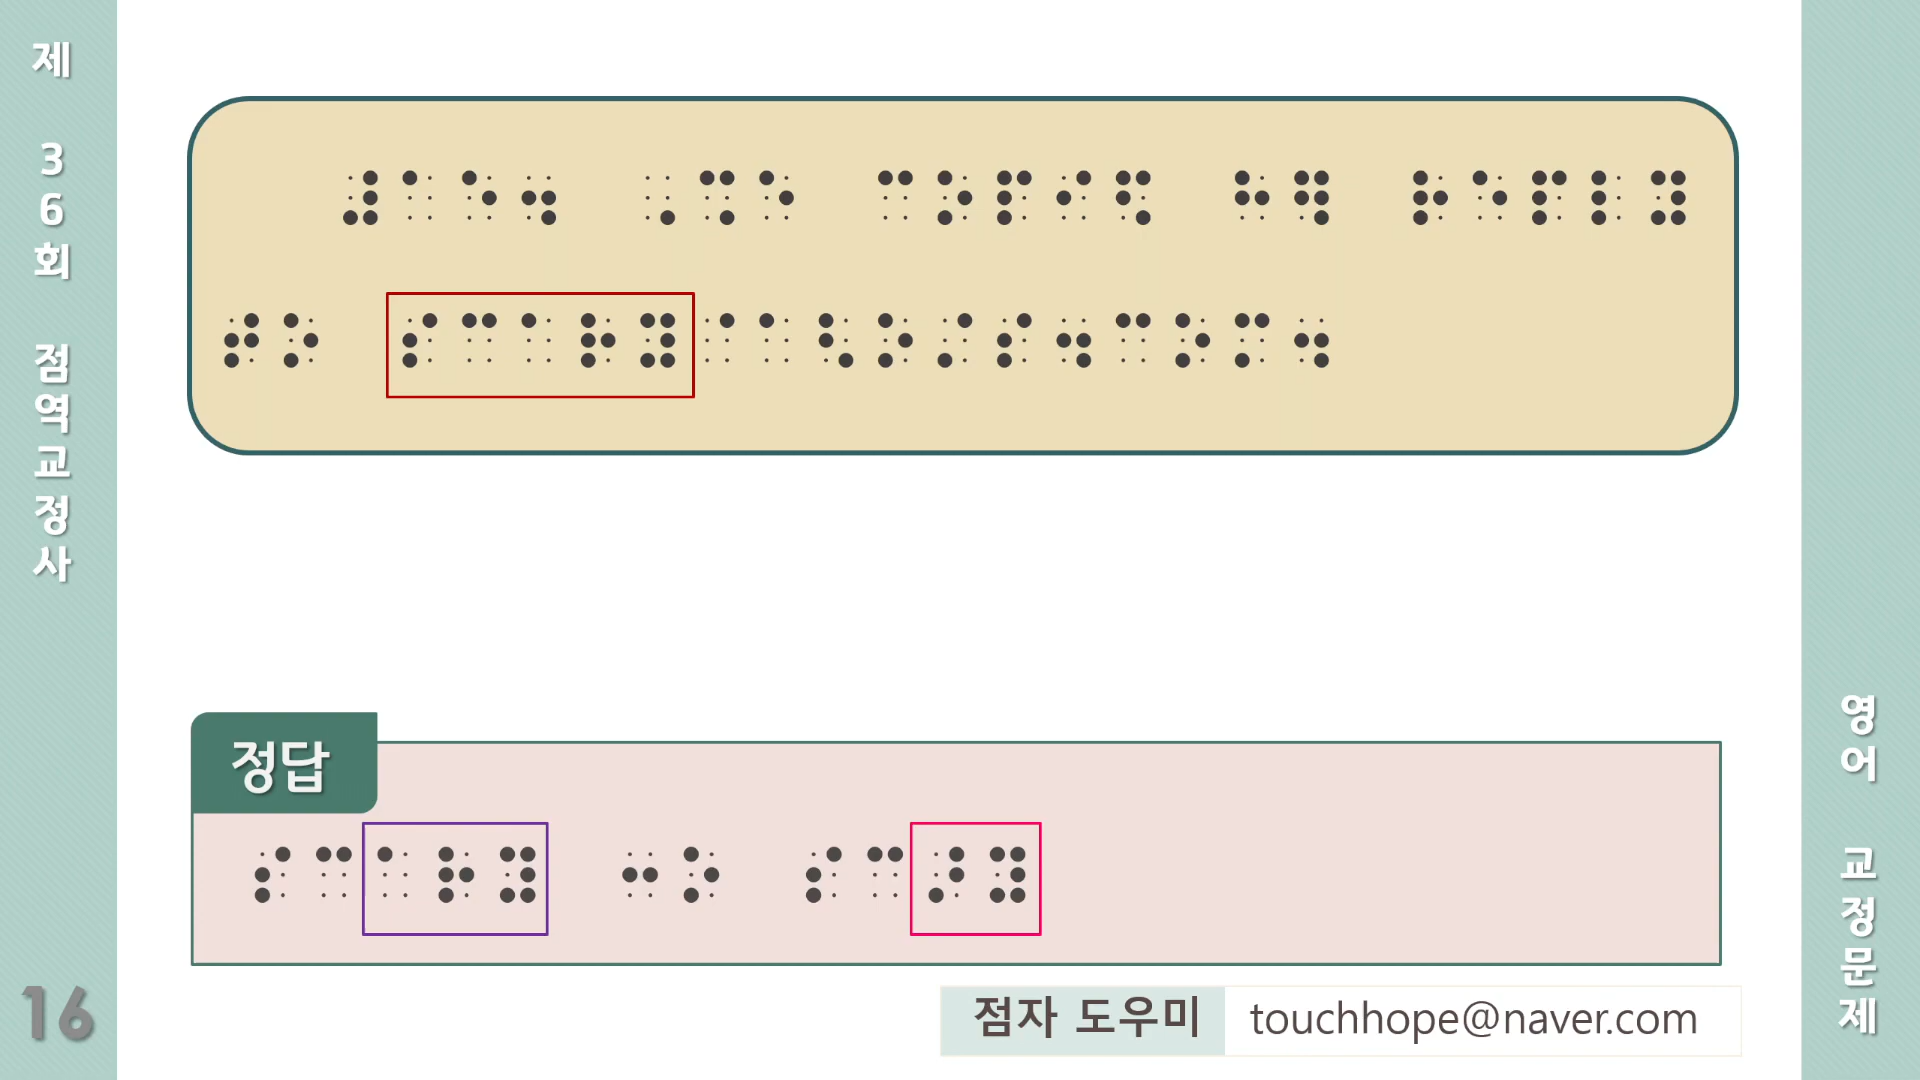 제 36회 점역교정사
⠼⠁⠑⠲ ⠠⠩⠑ ⠉⠕⠏⠊⠫ ⠓⠻ ⠗⠑⠏⠇⠽
⠞⠕ ⠎⠉⠁⠗⠽⠈⠁⠣⠕⠌⠎⠲⠉⠕⠍⠲
정답
⠎⠉⠁⠗⠽ ⠒⠕ ⠎⠉⠜⠽
영어 교정문제
16
점자 도우미 touchhope@naver.com